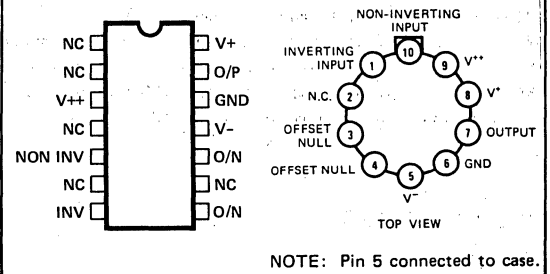 NC
NC
V++
NC
NON INV
NC
INV
V+
O/P
GND
V−
O/N
NC
O/N
NON-INVERTING
INPUT
INVERTING
INPUT
10
1
9
V++
N.C.
2
8
V+
OFFSET
NULL
3
7
OUTPUT
OFFSET NULL
4
5
6
GND
V−
TOP VIEW
NOTE: Pin 5 connected to case.